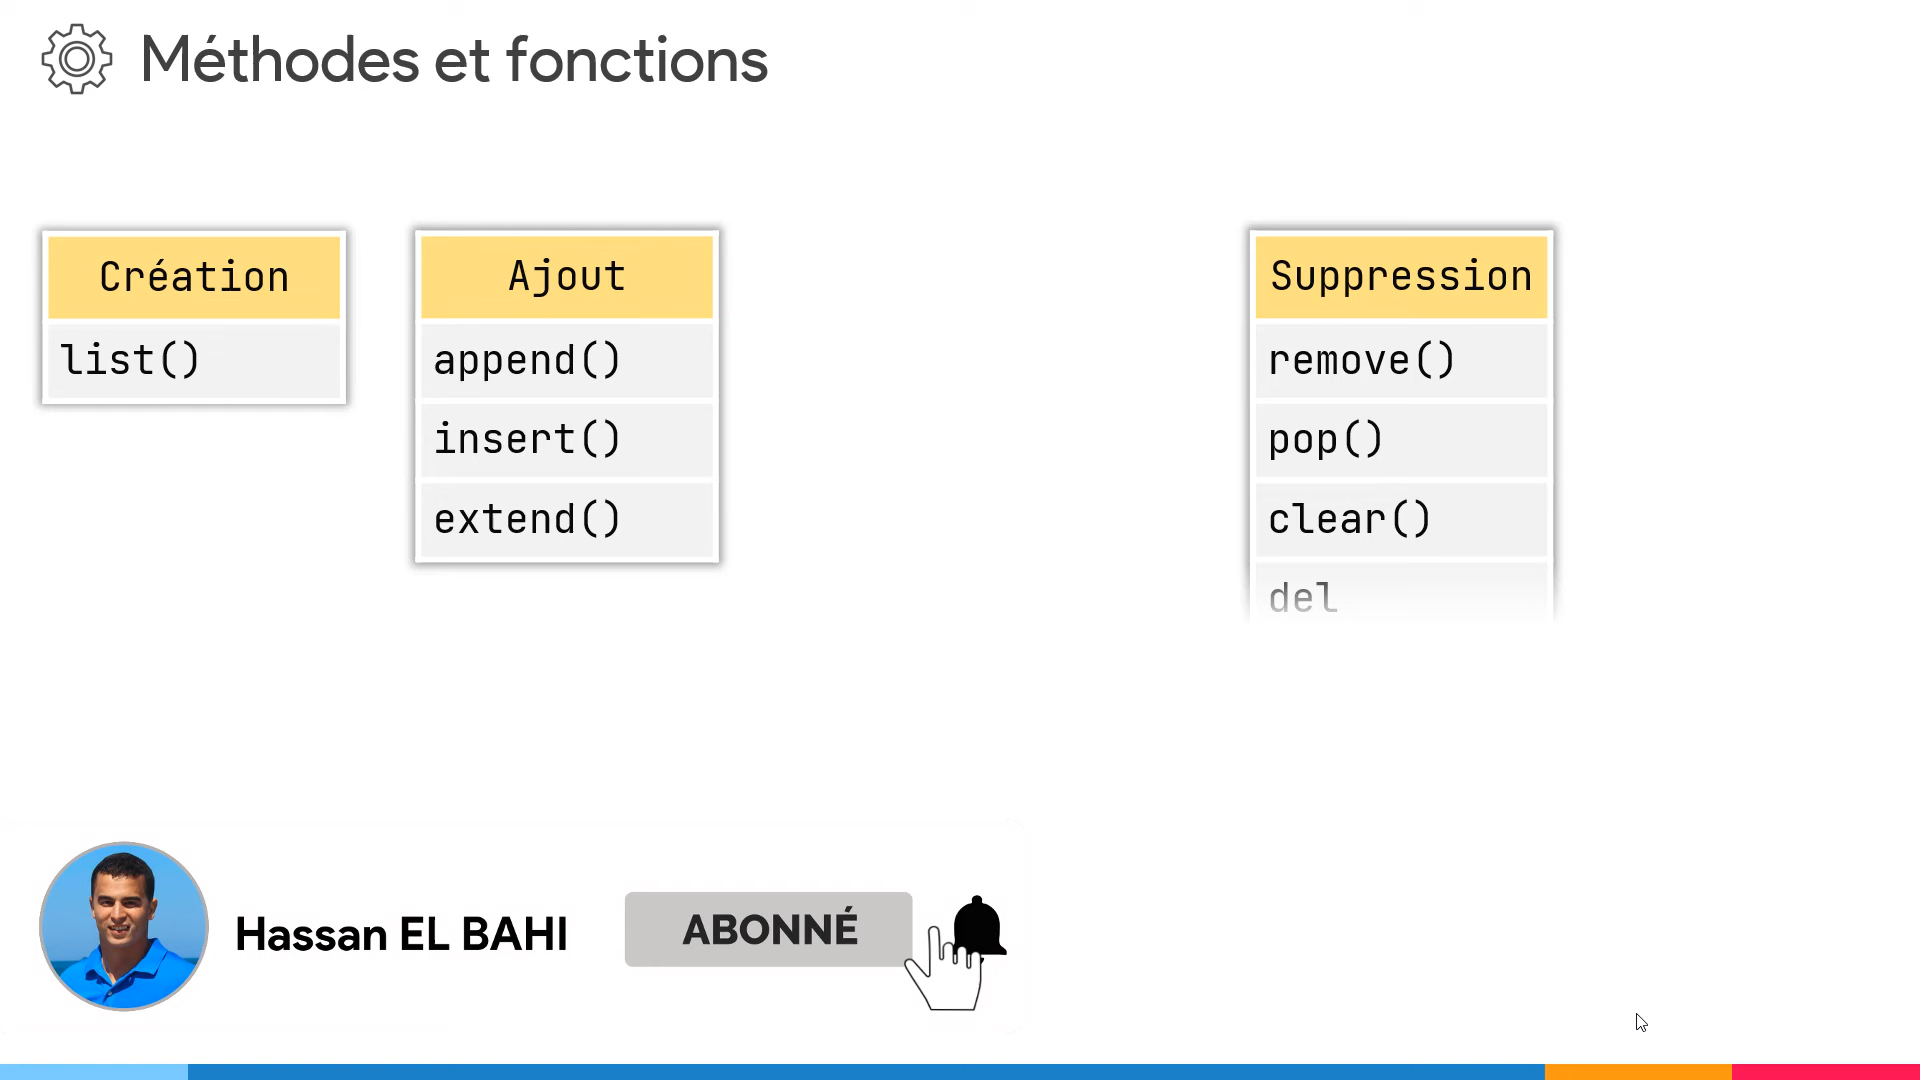 Méthodes et fonctions
Création
list()
Ajout
append()
insert()
extend()
Suppression
remove()
pop()
clear()
del
Hassan EL BAHI
ABONNÉ